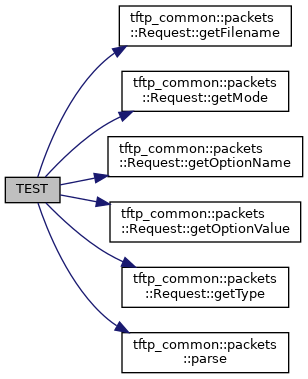 tftp_common::packets
::Request::getFilename
tftp_common::packets
::Request::getMode
tftp_common::packets
::Request::getOptionName
TEST
tftp_common::packets
::Request::getOptionValue
tftp_common::packets
::Request::getType
tftp_common::packets
::parse